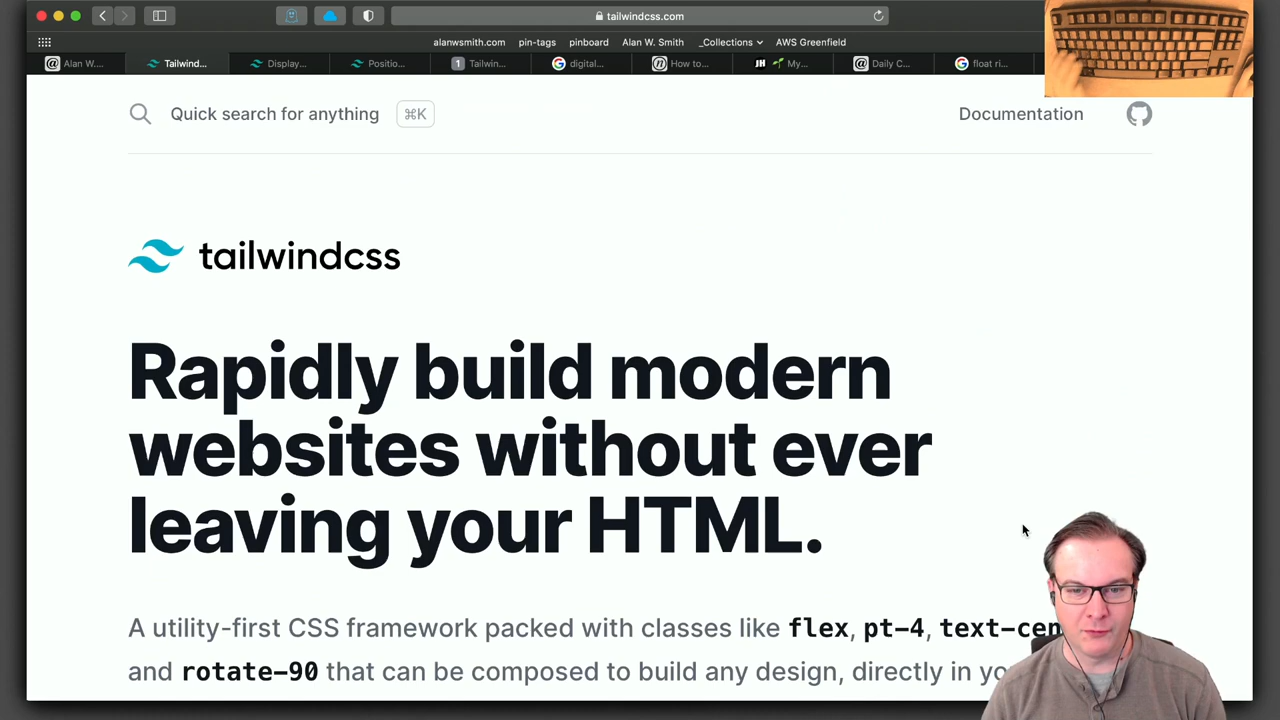 tailwindcss.com
alanwsmith.com pin-tags pinboard Alan W. Smith _Collections AWS Greenfield
Alan W.... Tailwind... Display... Positio... 1 Tailwin... digital... How to... JH My... Daily C... float ri...
Quick search for anything ⌘K Documentation
tailwindcss
Rapidly build modern
websites without ever
leaving your HTML.
A utility-first CSS framework packed with classes like flex, pt-4, text-cen
and rotate-90 that can be composed to build any design, directly in yo